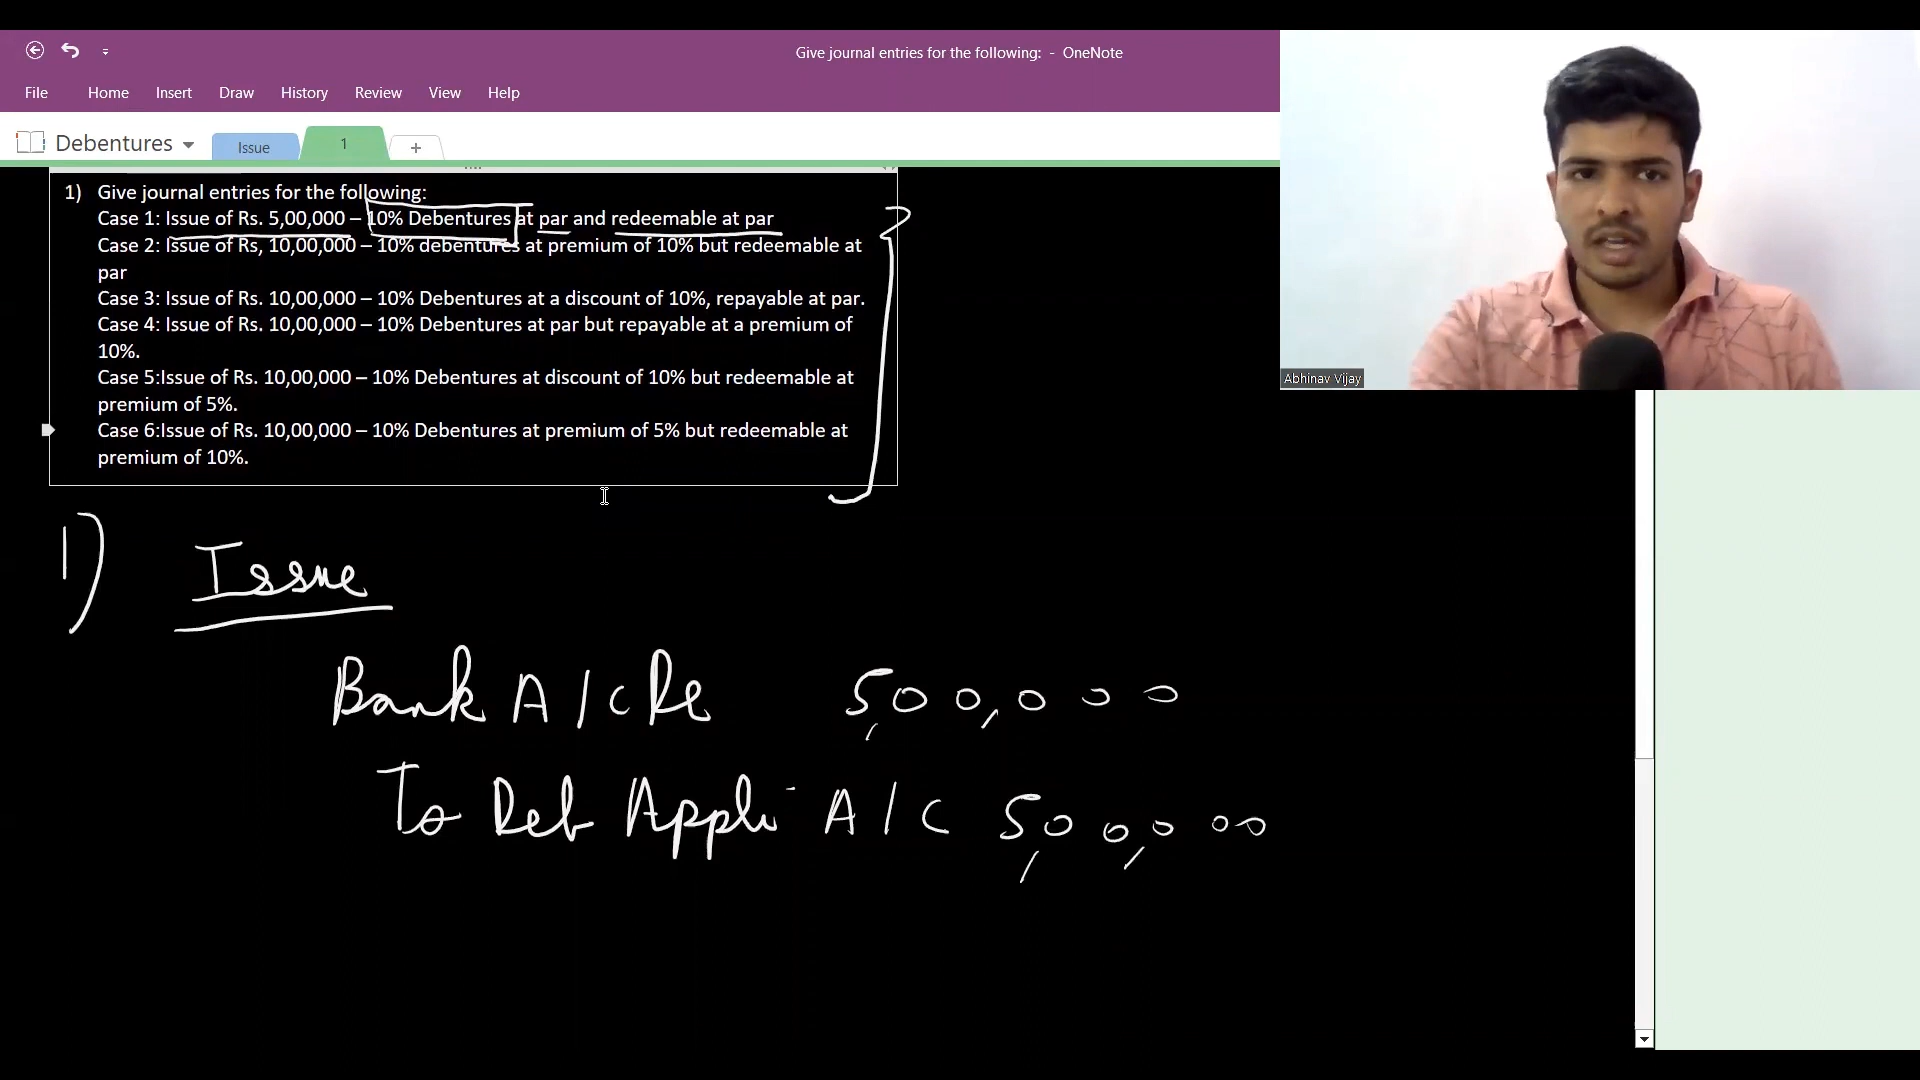 Give journal entries for the following: - OneNote
File Home Insert Draw History Review View Help
Debentures Issue 1 +
1) Give journal entries for the following:
Case 1: Issue of Rs. 5,00,000 – 10% Debentures at par and redeemable at par
Case 2: Issue of Rs, 10,00,000 – 10% debentures at premium of 10% but redeemable at
par
Case 3: Issue of Rs. 10,00,000 – 10% Debentures at a discount of 10%, repayable at par.
Case 4: Issue of Rs. 10,00,000 – 10% Debentures at par but repayable at a premium of
10%.
Case 5:Issue of Rs. 10,00,000 – 10% Debentures at discount of 10% but redeemable at
premium of 5%.
Case 6:Issue of Rs. 10,00,000 – 10% Debentures at premium of 5% but redeemable at
premium of 10%.
Abhinav Vijay
1) Issue
Bank A/C De 5,00,000
To Deb Appli A/C 5,00,000